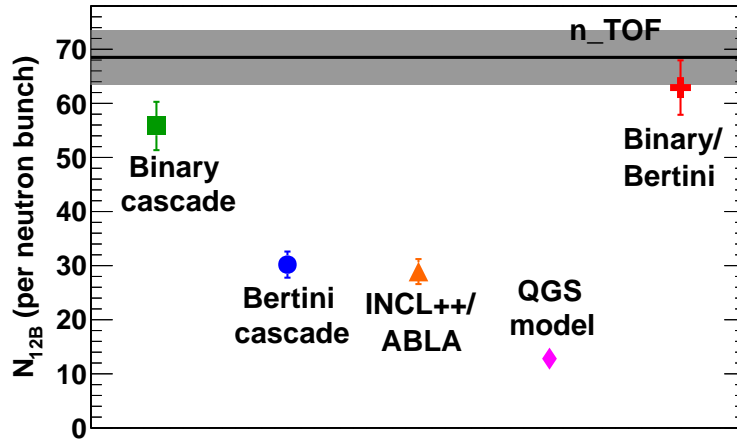 n_TOF
Binary
cascade
Bertini
cascade
INCL++/
ABLA
QGS
model
Binary/
Bertini
N12B (per neutron bunch)
70
60
50
40
30
20
10
0